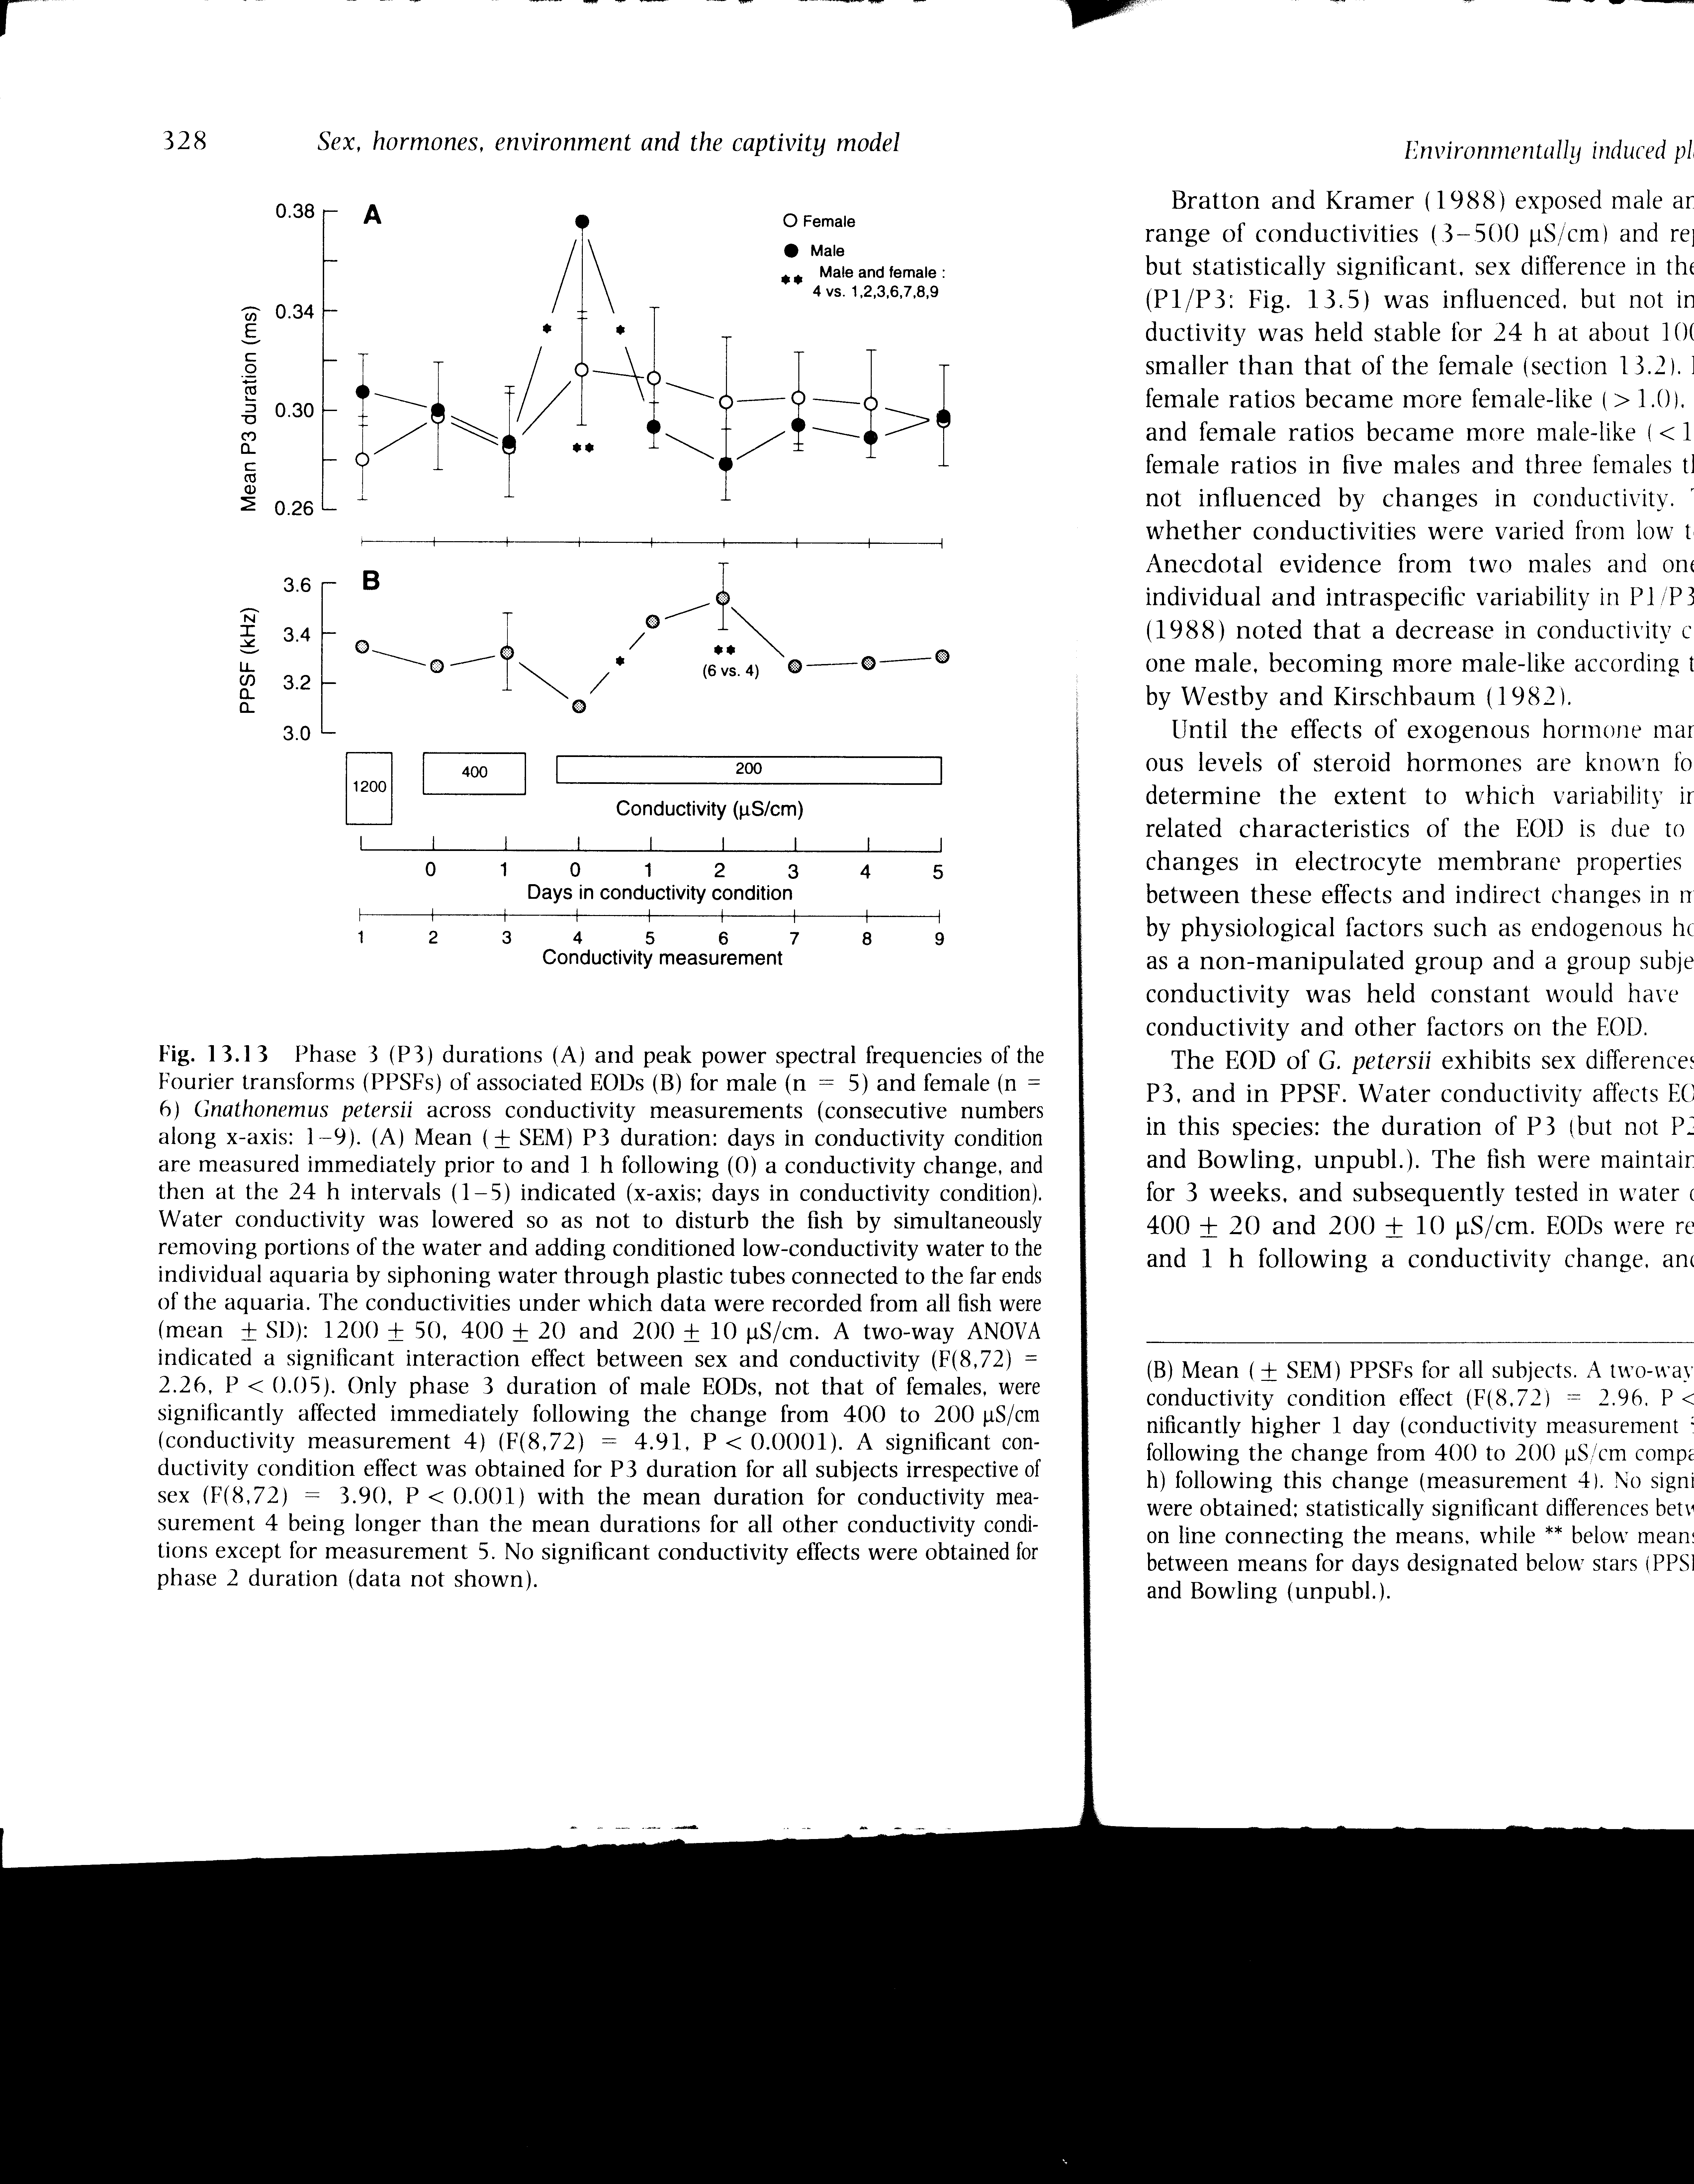 328 Sex, hormones, environment and the captivity model
0.38
0.34
0.30
0.26
Mean P3 duration (ms)
A
Female
Male
** Male and female :
4 vs. 1,2,3,6,7,8,9
*
*
**
B
3.6
3.4
3.2
3.0
PPSF (kHz)
*
**
(6 vs. 4)
1200
400
200
Conductivity (µS/cm)
0 1 0 1 2 3 4 5
Days in conductivity condition
1 2 3 4 5 6 7 8 9
Conductivity measurement
Fig. 13.13 Phase 3 (P3) durations (A) and peak power spectral frequencies of the
Fourier transforms (PPSFs) of associated EODs (B) for male (n = 5) and female (n =
6) Gnathonemus petersii across conductivity measurements (consecutive numbers
along x-axis: 1–9). (A) Mean (± SEM) P3 duration: days in conductivity condition
are measured immediately prior to and 1 h following (0) a conductivity change, and
then at the 24 h intervals (1–5) indicated (x-axis; days in conductivity condition).
Water conductivity was lowered so as not to disturb the fish by simultaneously
removing portions of the water and adding conditioned low-conductivity water to the
individual aquaria by siphoning water through plastic tubes connected to the far ends
of the aquaria. The conductivities under which data were recorded from all fish were
(mean ± SD): 1200 ± 50, 400 ± 20 and 200 ± 10 µS/cm. A two-way ANOVA
indicated a significant interaction effect between sex and conductivity (F(8,72) =
2.26, P < 0.05). Only phase 3 duration of male EODs, not that of females, were
significantly affected immediately following the change from 400 to 200 µS/cm
(conductivity measurement 4) (F(8,72) = 4.91, P < 0.0001). A significant con-
ductivity condition effect was obtained for P3 duration for all subjects irrespective of
sex (F(8,72) = 3.90, P < 0.001) with the mean duration for conductivity mea-
surement 4 being longer than the mean durations for all other conductivity condi-
tions except for measurement 5. No significant conductivity effects were obtained for
phase 2 duration (data not shown).
Environmentally induced pl
Bratton and Kramer (1988) exposed male an
range of conductivities (3–500 µS/cm) and rep
but statistically significant, sex difference in the
(P1/P3: Fig. 13.5) was influenced, but not in
ductivity was held stable for 24 h at about 100
smaller than that of the female (section 13.2).
female ratios became more female-like (> 1.0),
and female ratios became more male-like (< 1
female ratios in five males and three females th
not influenced by changes in conductivity.
whether conductivities were varied from low t
Anecdotal evidence from two males and one
individual and intraspecific variability in P1/P3
(1988) noted that a decrease in conductivity c
one male, becoming more male-like according t
by Westby and Kirschbaum (1982).
Until the effects of exogenous hormone man
ous levels of steroid hormones are known fo
determine the extent to which variability in
related characteristics of the EOD is due to
changes in electrocyte membrane properties
between these effects and indirect changes in m
by physiological factors such as endogenous ho
as a non-manipulated group and a group subje
conductivity was held constant would have
conductivity and other factors on the EOD.
The EOD of G. petersii exhibits sex differences
P3, and in PPSF. Water conductivity affects EO
in this species: the duration of P3 (but not P2
and Bowling, unpubl.). The fish were maintain
for 3 weeks, and subsequently tested in water c
400 ± 20 and 200 ± 10 µS/cm. EODs were re
and 1 h following a conductivity change, and
(B) Mean (± SEM) PPSFs for all subjects. A two-way
conductivity condition effect (F(8,72) = 2.96, P <
nificantly higher 1 day (conductivity measurement 5
following the change from 400 to 200 µS/cm compa
h) following this change (measurement 4). No signi
were obtained; statistically significant differences betw
on line connecting the means, while ** below means
between means for days designated below stars (PPSF
and Bowling (unpubl.).